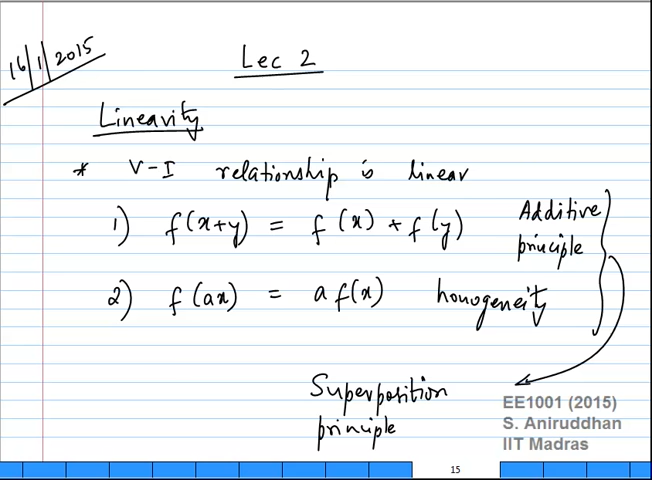 16/1/2015
Lec 2
Linearity
* V-I relationship is linear
1) f(x+y) = f(x) + f(y) Additive principle
2) f(ax) = a f(x) homogeneity
Superposition
principle
EE1001 (2015)
S. Aniruddhan
IIT Madras
15